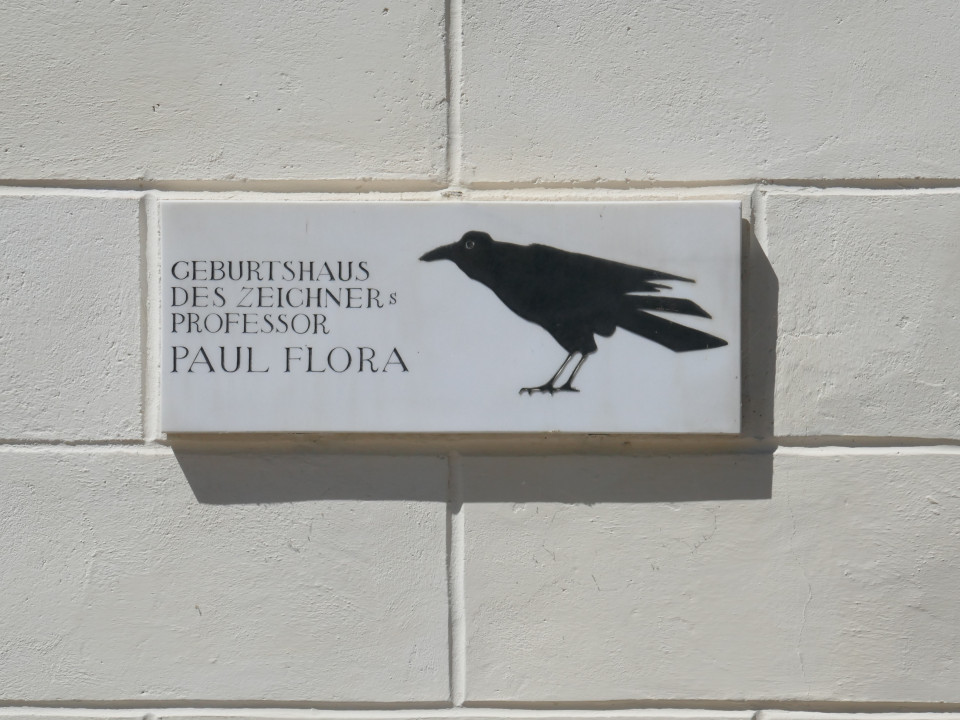 GEBURTSHAUS
DES ZEICHNERs
PROFESSOR
PAUL FLORA